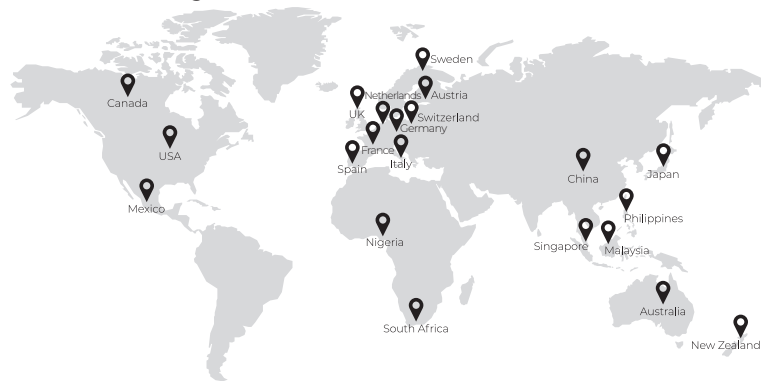 Sweden
Canada
Netherlands
Austria
UK
Switzerland
Germany
USA
France
Italy
Spain
China
Japan
Mexico
Philippines
Nigeria
Singapore
Malaysia
Australia
South Africa
New Zealand